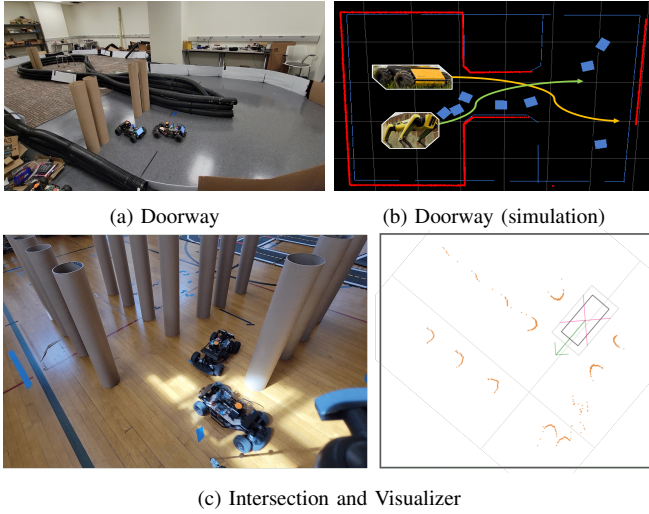 (a) Doorway
(b) Doorway (simulation)
(c) Intersection and Visualizer